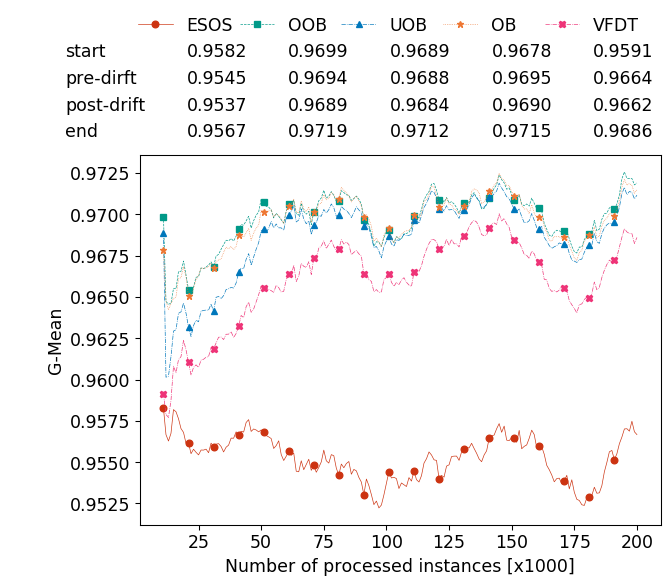 ESOS OOB UOB OB VFDT
start 0.9582 0.9699 0.9689 0.9678 0.9591
pre-dirft 0.9545 0.9694 0.9688 0.9695 0.9664
post-drift 0.9537 0.9689 0.9684 0.9690 0.9662
end 0.9567 0.9719 0.9712 0.9715 0.9686
0.9725
0.9700
0.9675
0.9650
0.9625
0.9600
0.9575
0.9550
0.9525
G-Mean
25 50 75 100 125 150 175 200
Number of processed instances [x1000]